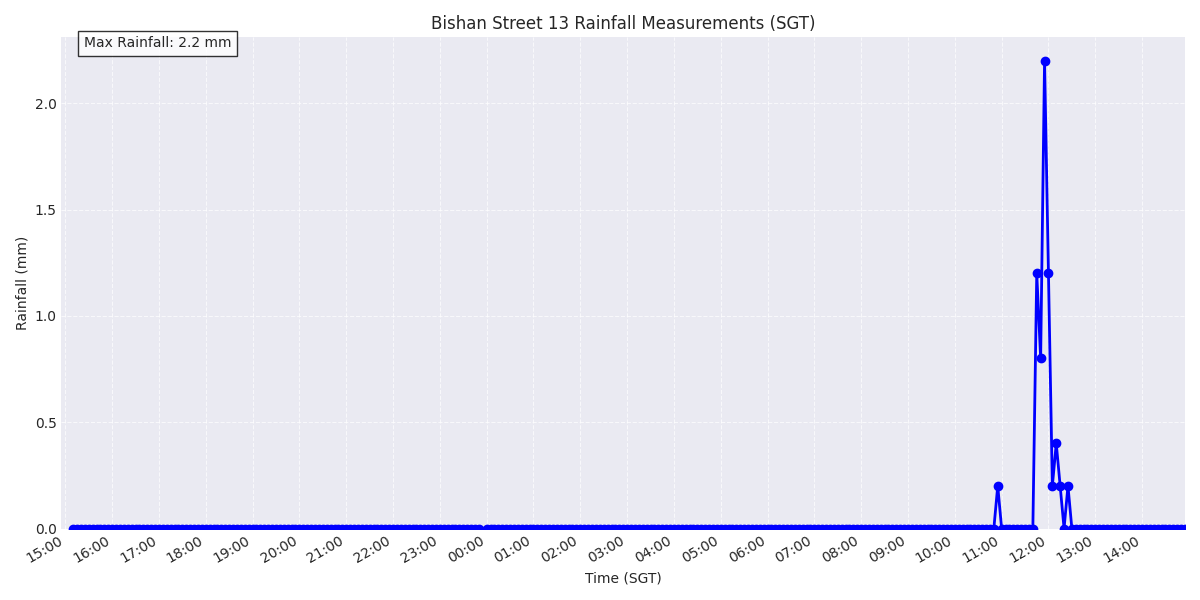 Bishan Street 13 Rainfall Measurements (SGT)
Max Rainfall: 2.2 mm
Rainfall (mm)
2.0
1.5
1.0
0.5
0.0
15:00 16:00 17:00 18:00 19:00 20:00 21:00 22:00 23:00 00:00 01:00 02:00 03:00 04:00 05:00 06:00 07:00 08:00 09:00 10:00 11:00 12:00 13:00 14:00
Time (SGT)